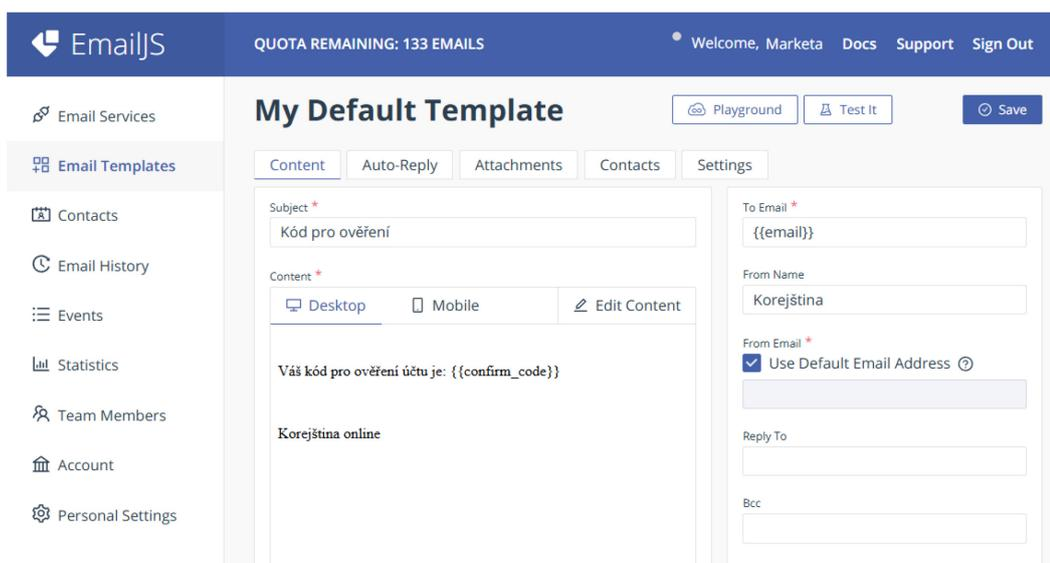 EmailJS
QUOTA REMAINING: 133 EMAILS
Welcome, Marketa Docs Support Sign Out
Email Services
Email Templates
Contacts
Email History
Events
Statistics
Team Members
Account
Personal Settings
My Default Template
Playground Test It Save
Content Auto-Reply Attachments Contacts Settings
Subject *
Kód pro ověření
Content *
Desktop Mobile Edit Content
Váš kód pro ověření účtu je: {{confirm_code}}
Korejština online
To Email *
{{email}}
From Name
Korejština
From Email *
Use Default Email Address
Reply To
Bcc